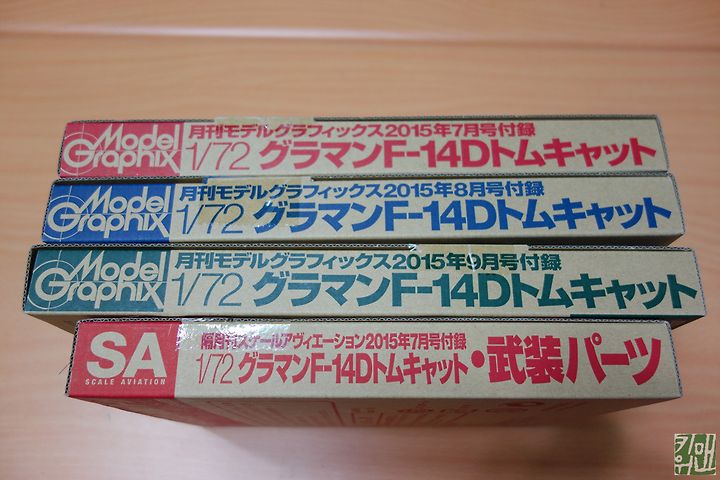 Model Graphix
月刊モデルグラフィックス2015年7月号付録
1/72 グラマンF-14Dトムキャット
Model Graphix
月刊モデルグラフィックス2015年8月号付録
1/72 グラマンF-14Dトムキャット
Model Graphix
月刊モデルグラフィックス2015年9月号付録
1/72 グラマンF-14Dトムキャット
SA
SCALE AVIATION
隔月刊スケールアヴィエーション2015年7月号付録
1/72 グラマンF-14Dトムキャット・武装パーツ